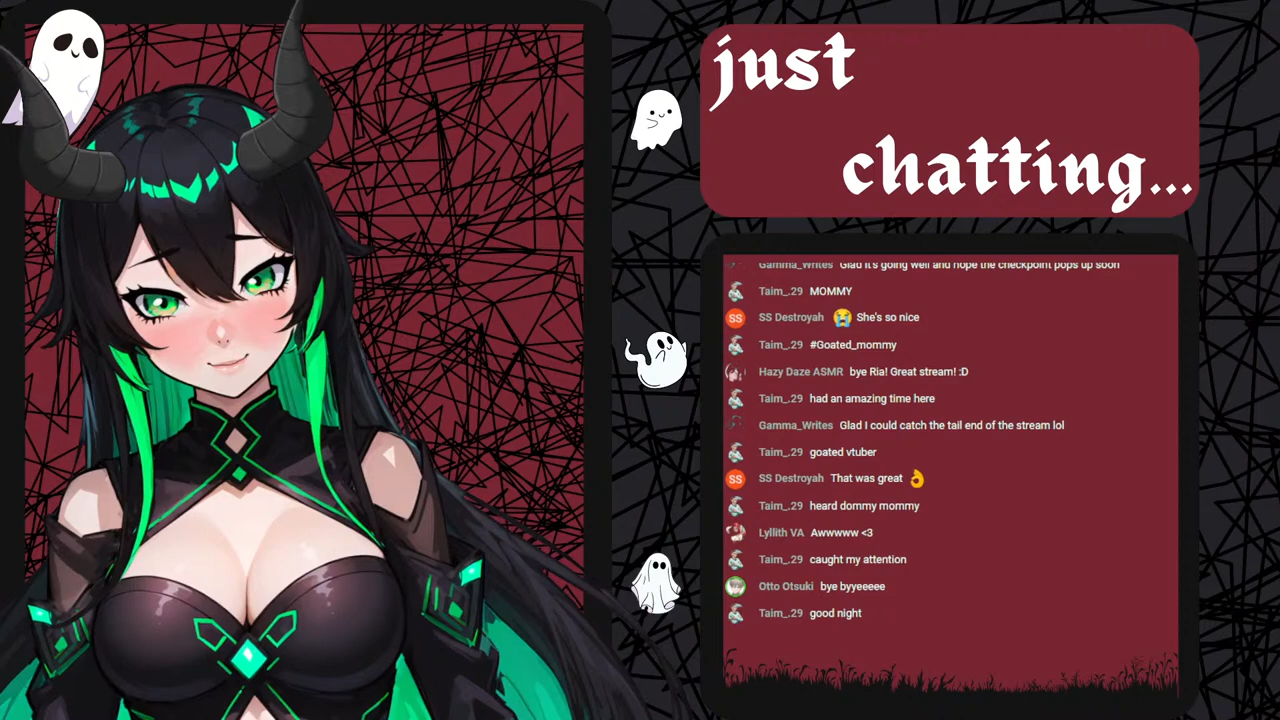 just
chatting...
Gamma_Writes Glad it's going well and hope the checkpoint pops up soon
Taim_.29 MOMMY
SS SS Destroyah 😭 She's so nice
Taim_.29 #Goated_mommy
Hazy Daze ASMR bye Ria! Great stream! :D
Taim_.29 had an amazing time here
Gamma_Writes Glad I could catch the tail end of the stream lol
Taim_.29 goated vtuber
SS SS Destroyah That was great 👌
Taim_.29 heard dommy mommy
Lyllith VA Awwwww <3
Taim_.29 caught my attention
Otto Otsuki bye byyeeeee
Taim_.29 good night